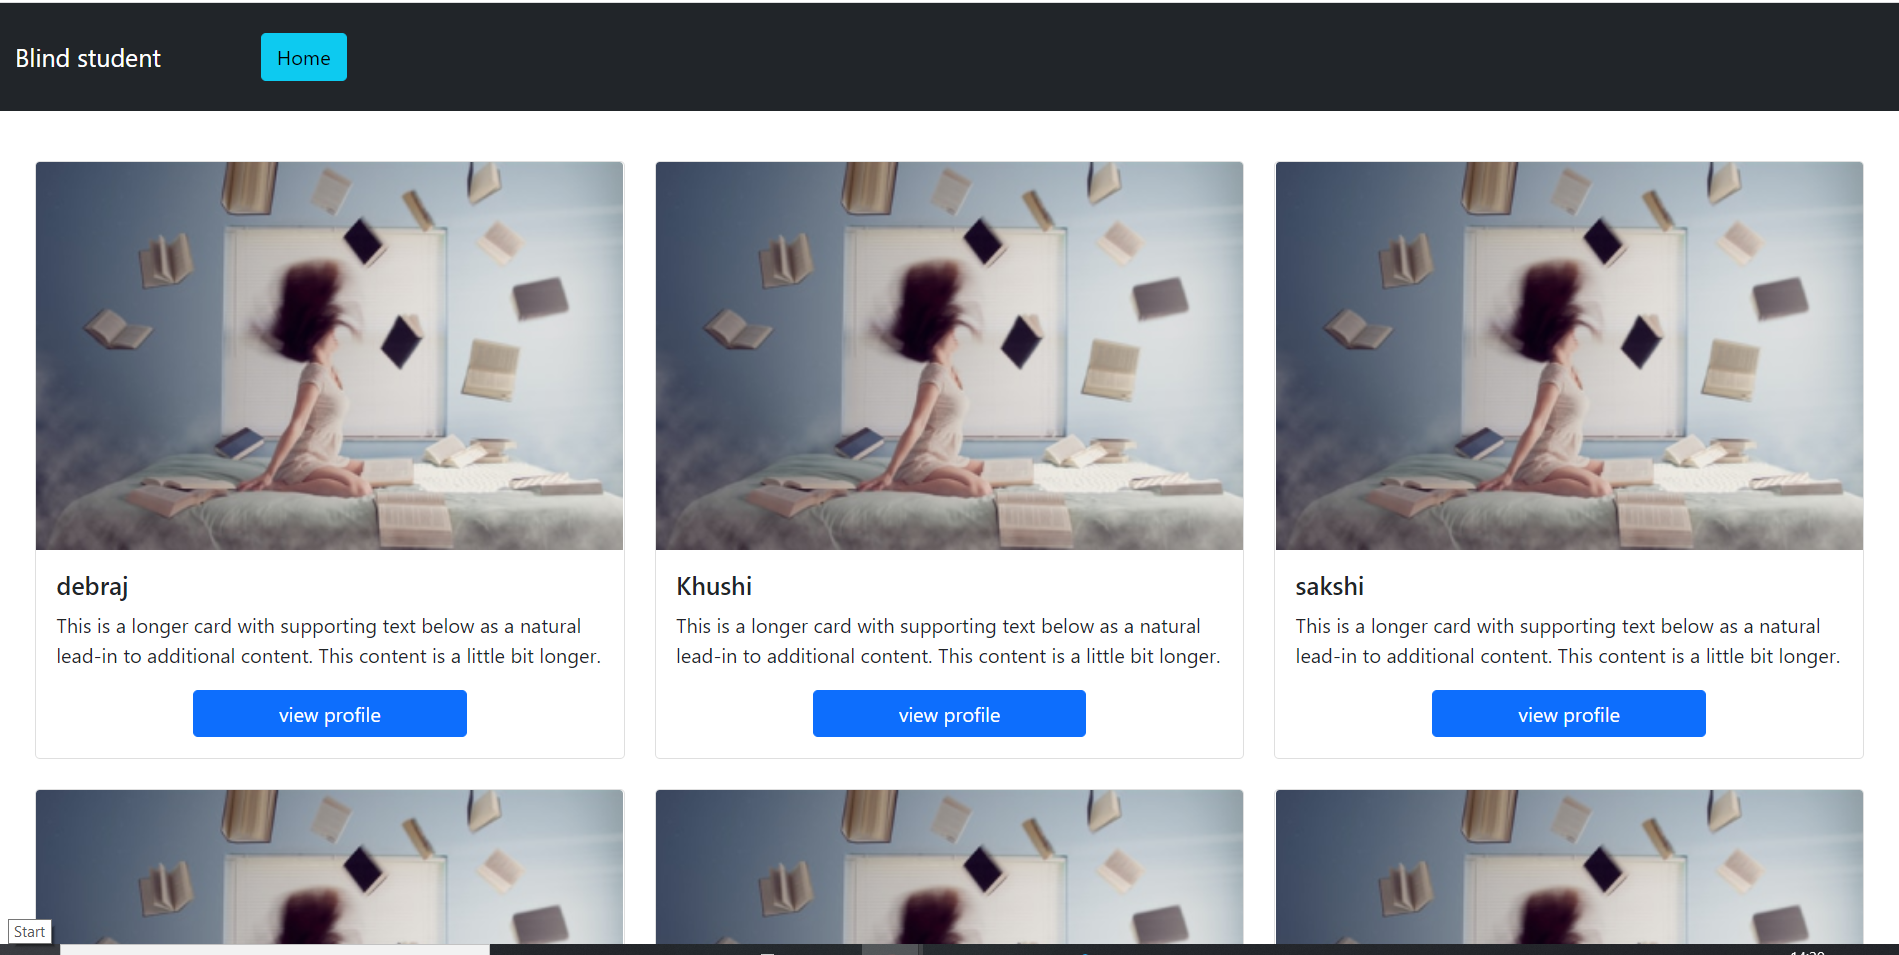 Blind student
Home
debraj
This is a longer card with supporting text below as a natural
lead-in to additional content. This content is a little bit longer.
view profile
Khushi
This is a longer card with supporting text below as a natural
lead-in to additional content. This content is a little bit longer.
view profile
sakshi
This is a longer card with supporting text below as a natural
lead-in to additional content. This content is a little bit longer.
view profile
Start